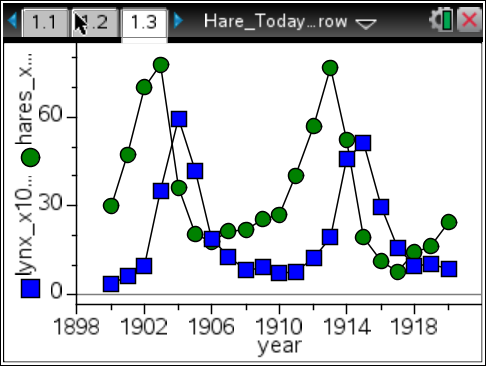 1.1 1.2 1.3 Hare_Today…row
hares_x…
lynx_x10…
60
30
0
1898 1902 1906 1910 1914 1918
year